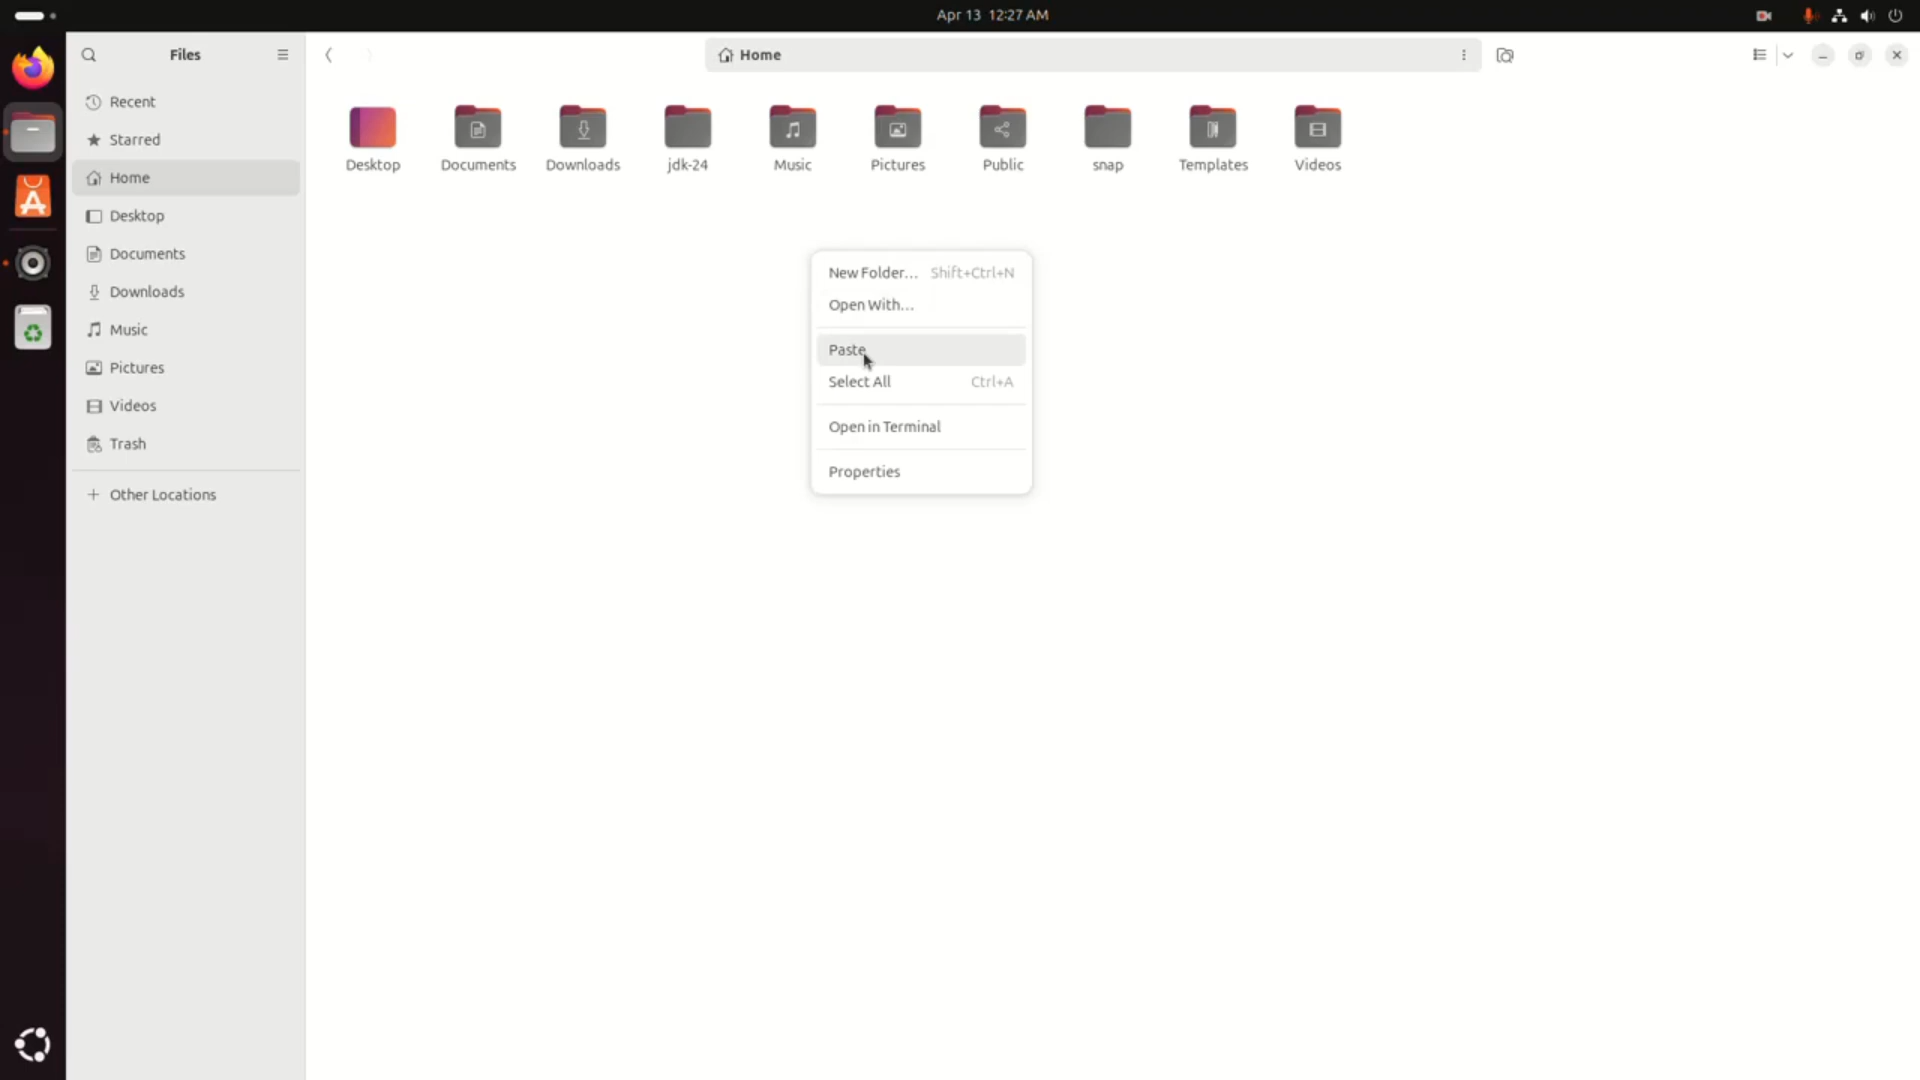 Apr 13 12:27 AM
Files
Home
Recent
Starred
Home
Desktop
Documents
Downloads
Music
Pictures
Videos
Trash
Other Locations
Desktop
Documents
Downloads
jdk-24
Music
Pictures
Public
snap
Templates
Videos
New Folder... Shift+Ctrl+N
Open With...
Paste
Select All Ctrl+A
Open in Terminal
Properties